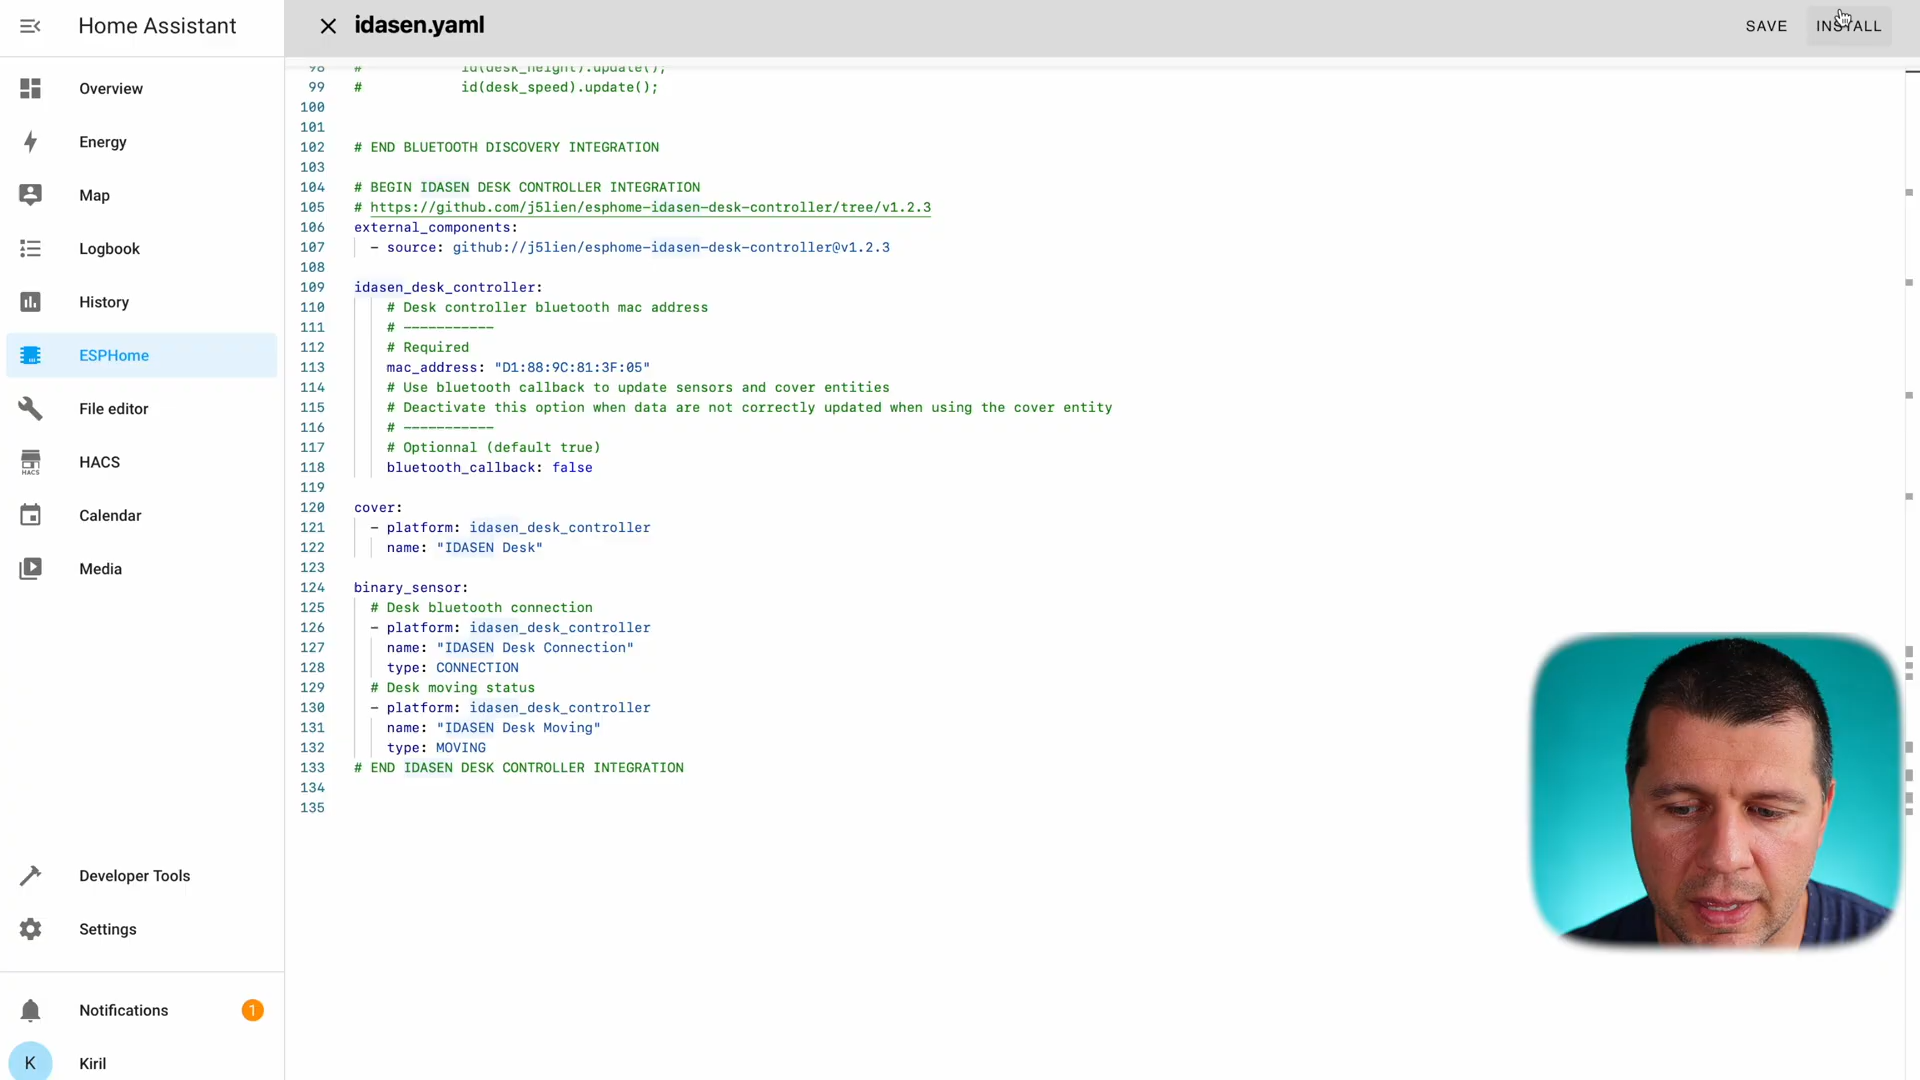 Home Assistant
idasen.yaml
SAVE
INSTALL
Overview
Energy
Map
Logbook
History
ESPHome
File editor
HACS
HACS
Calendar
Media
Developer Tools
Settings
Notifications
1
K
Kiril
98 # id(desk_height).update();
99 # id(desk_speed).update();
100
101
102 # END BLUETOOTH DISCOVERY INTEGRATION
103
104 # BEGIN IDASEN DESK CONTROLLER INTEGRATION
105 # https://github.com/j5lien/esphome-idasen-desk-controller/tree/v1.2.3
106 external_components:
107 - source: github://j5lien/esphome-idasen-desk-controller@v1.2.3
108
109 idasen_desk_controller:
110 # Desk controller bluetooth mac address
111 # -----------
112 # Required
113 mac_address: "D1:88:9C:81:3F:05"
114 # Use bluetooth callback to update sensors and cover entities
115 # Deactivate this option when data are not correctly updated when using the cover entity
116 # -----------
117 # Optionnal (default true)
118 bluetooth_callback: false
119
120 cover:
121 - platform: idasen_desk_controller
122 name: "IDASEN Desk"
123
124 binary_sensor:
125 # Desk bluetooth connection
126 - platform: idasen_desk_controller
127 name: "IDASEN Desk Connection"
128 type: CONNECTION
129 # Desk moving status
130 - platform: idasen_desk_controller
131 name: "IDASEN Desk Moving"
132 type: MOVING
133 # END IDASEN DESK CONTROLLER INTEGRATION
134
135